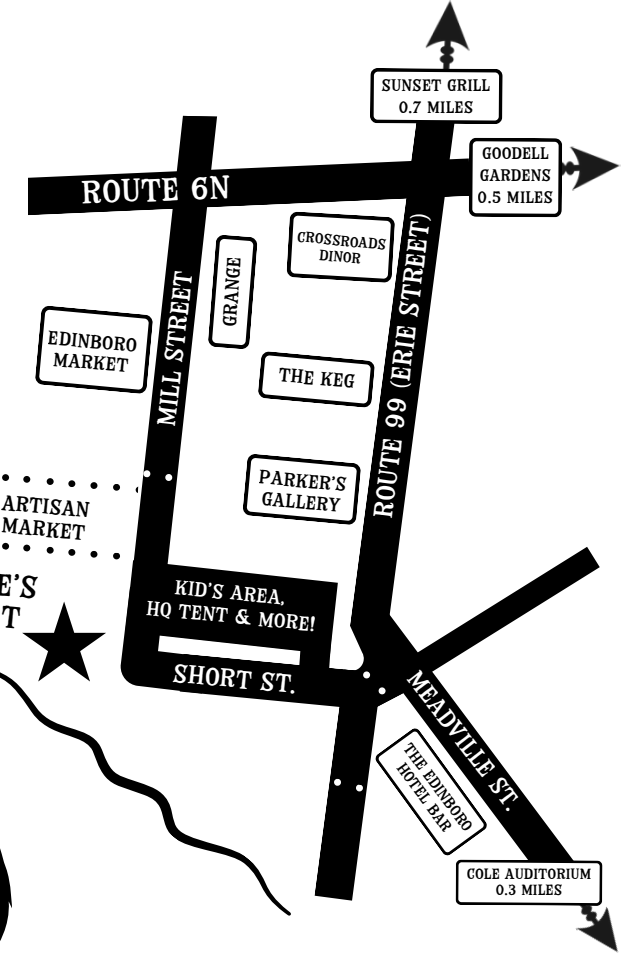 SUNSET GRILL
0.7 MILES
GOODELL
GARDENS
0.5 MILES
ROUTE 6N
CROSSROADS
DINOR
GRANGE
MILL STREET
ROUTE 99 (ERIE STREET)
EDINBORO
MARKET
THE KEG
PARKER'S
GALLERY
ARTISAN
MARKET
E'S
T
KID'S AREA,
HQ TENT & MORE!
SHORT ST.
MEADVILLE ST.
THE EDINBORO
HOTEL BAR
COLE AUDITORIUM
0.3 MILES